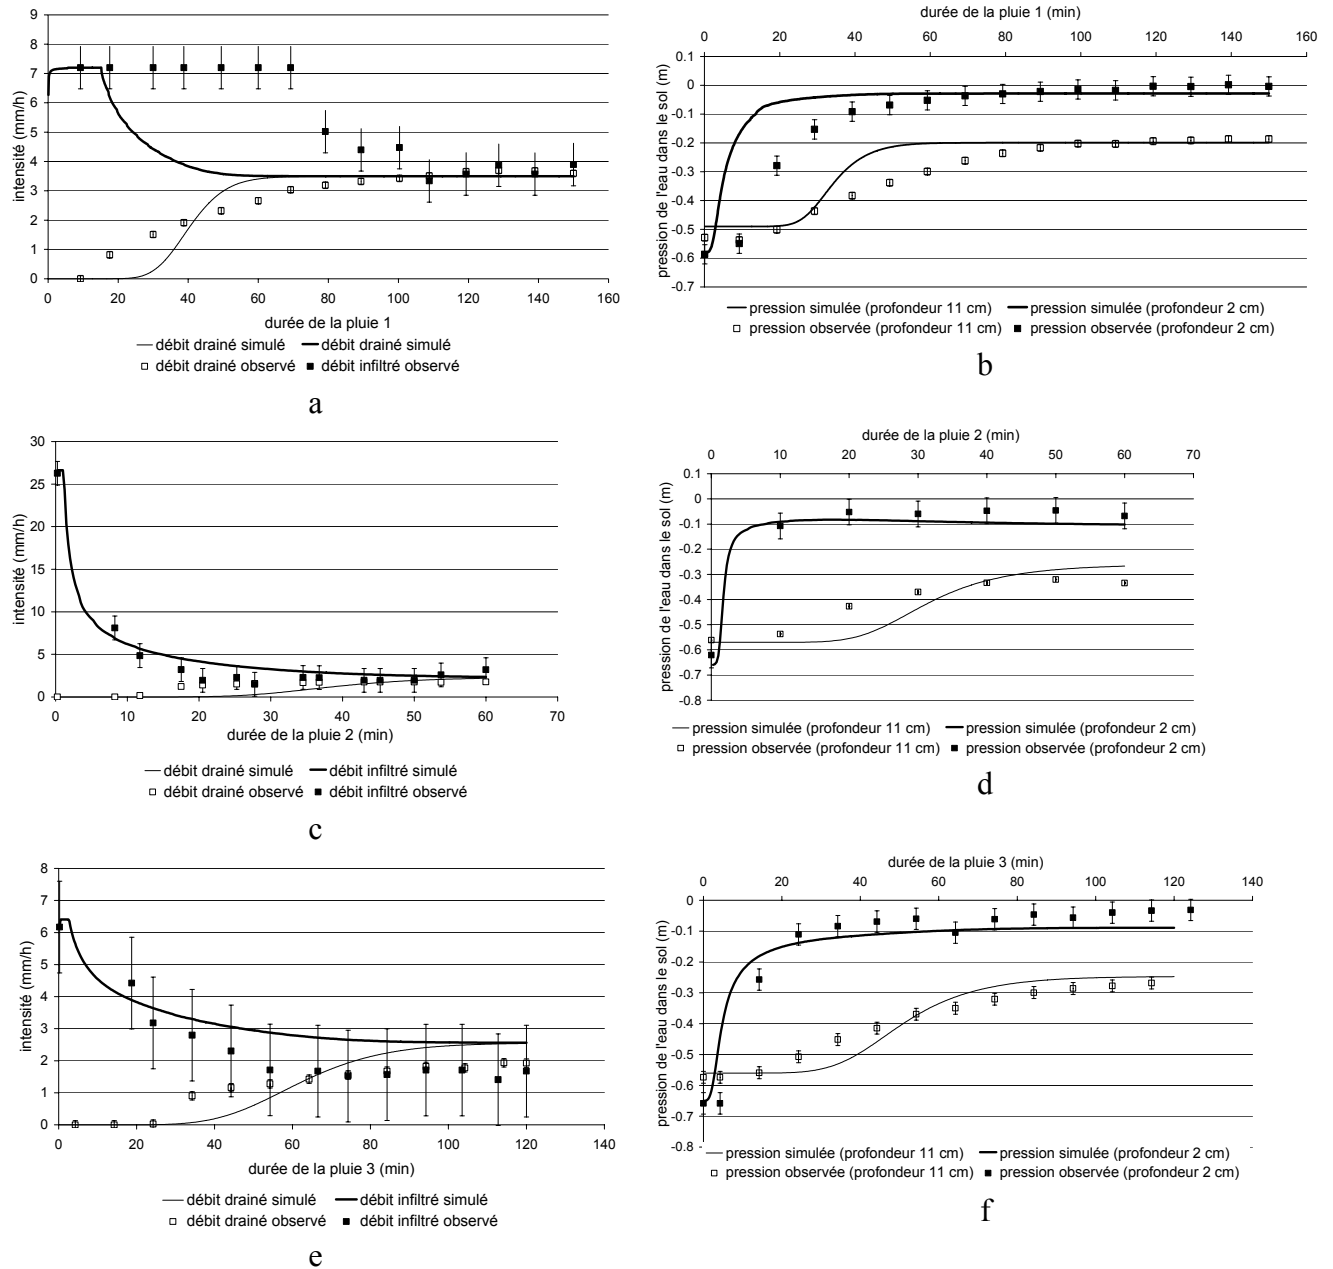 9
8
7
6
5
4
3
2
1
0
intensité (mm/h)
0 20 40 60 80 100 120 140 160
durée de la pluie 1
débit drainé simulé débit drainé simulé
débit drainé observé débit infiltré observé
a
durée de la pluie 1 (min)
0 20 40 60 80 100 120 140 160
0.1
0
-0.1
-0.2
-0.3
-0.4
-0.5
-0.6
-0.7
pression de l'eau dans le sol (m)
pression simulée (profondeur 11 cm) pression simulée (profondeur 2 cm)
pression observée (profondeur 11 cm) pression observée (profondeur 2 cm)
b
30
25
20
15
10
5
0
intensité (mm/h)
0 10 20 30 40 50 60 70
durée de la pluie 2 (min)
débit drainé simulé débit infiltré simulé
débit drainé observé débit infiltré observé
c
durée de la pluie 2 (min)
0 10 20 30 40 50 60 70
0.1
0
-0.1
-0.2
-0.3
-0.4
-0.5
-0.6
-0.7
-0.8
pression de l'eau dans le sol (m)
pression simulée (profondeur 11 cm) pression simulée (profondeur 2 cm)
pression observée (profondeur 11 cm) pression observée (profondeur 2 cm)
d
8
7
6
5
4
3
2
1
0
intensité (mm/h)
0 20 40 60 80 100 120 140
durée de la pluie 3 (min)
débit drainé simulé débit infiltré simulé
débit drainé observé débit infiltré observé
e
durée de la pluie 3 (min)
0 20 40 60 80 100 120 140
0
-0.1
-0.2
-0.3
-0.4
-0.5
-0.6
-0.7
-0.8
pression de l'eau dans le sol (m)
pression simulée (profondeur 11 cm) pression simulée (profondeur 2 cm)
pression observée (profondeur 11 cm) pression observée (profondeur 2 cm)
f